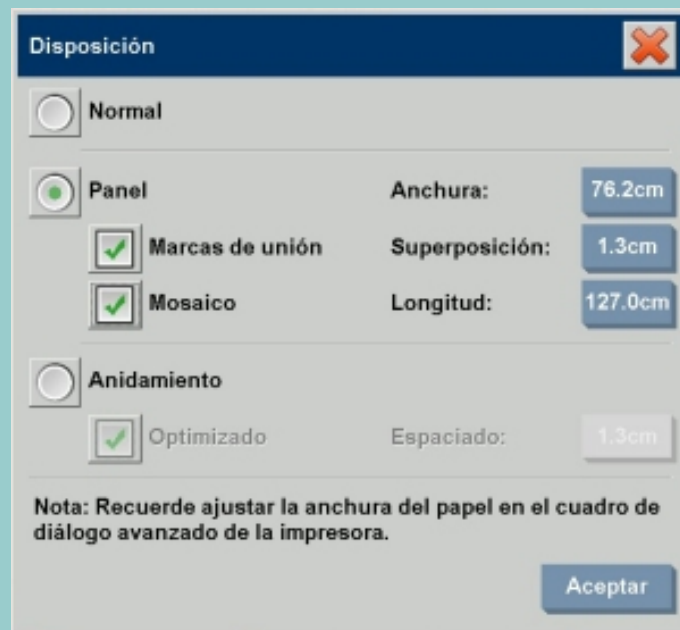 Disposición
Normal
Panel Anchura: 76.2cm
Marcas de unión Superposición: 1.3cm
Mosaico Longitud: 127.0cm
Anidamiento
Optimizado Espaciado: 1.3cm
Nota: Recuerde ajustar la anchura del papel en el cuadro de
diálogo avanzado de la impresora.
Aceptar